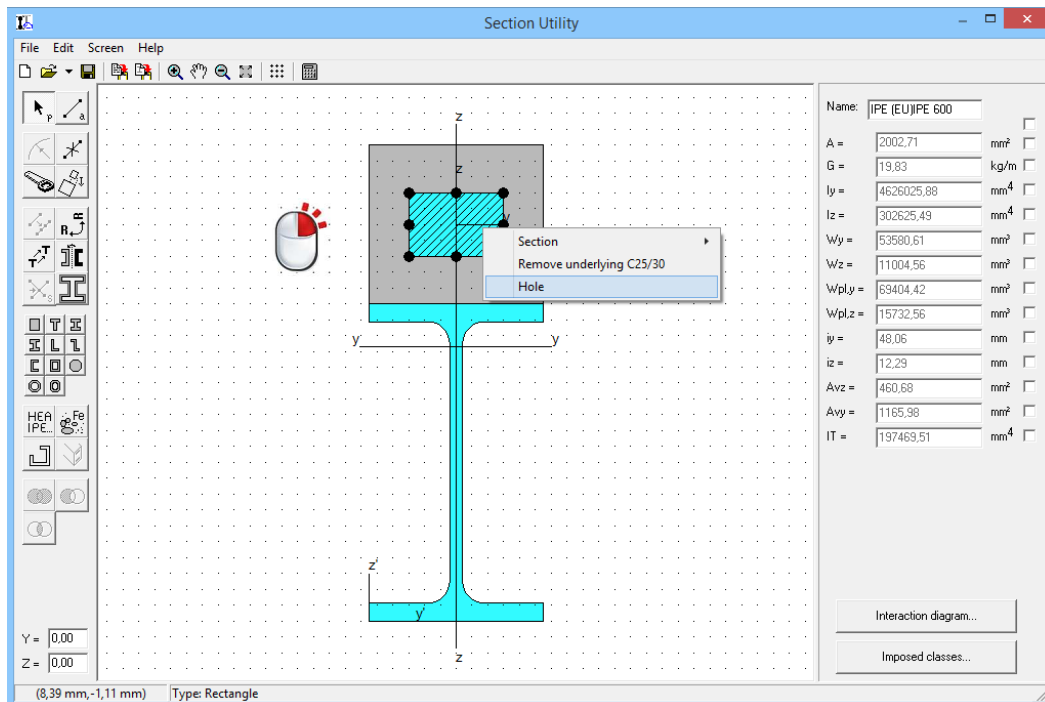 Section Utility
File Edit Screen Help
Name: IPE (EU)IPE 600
A = 2002,71 mm²
G = 19,83 kg/m
Iy = 4626025,88 mm4
Iz = 302625,49 mm4
Wy = 53580,61 mm³
Wz = 11004,56 mm³
Wpl,y = 69404,42 mm³
Wpl,z = 15732,56 mm³
iy = 48,06 mm
iz = 12,29 mm
Avz = 460,68 mm²
Avy = 1165,98 mm²
IT = 197469,51 mm4
z
z
y
Section
Remove underlying C25/30
Hole
y
y
z'
y'
z
p
a
R
T
T
s
HEA
IPE...
Fe
Y = 0,00
Z = 0,00
Interaction diagram...
Imposed classes...
(8,39 mm,-1,11 mm) Type: Rectangle